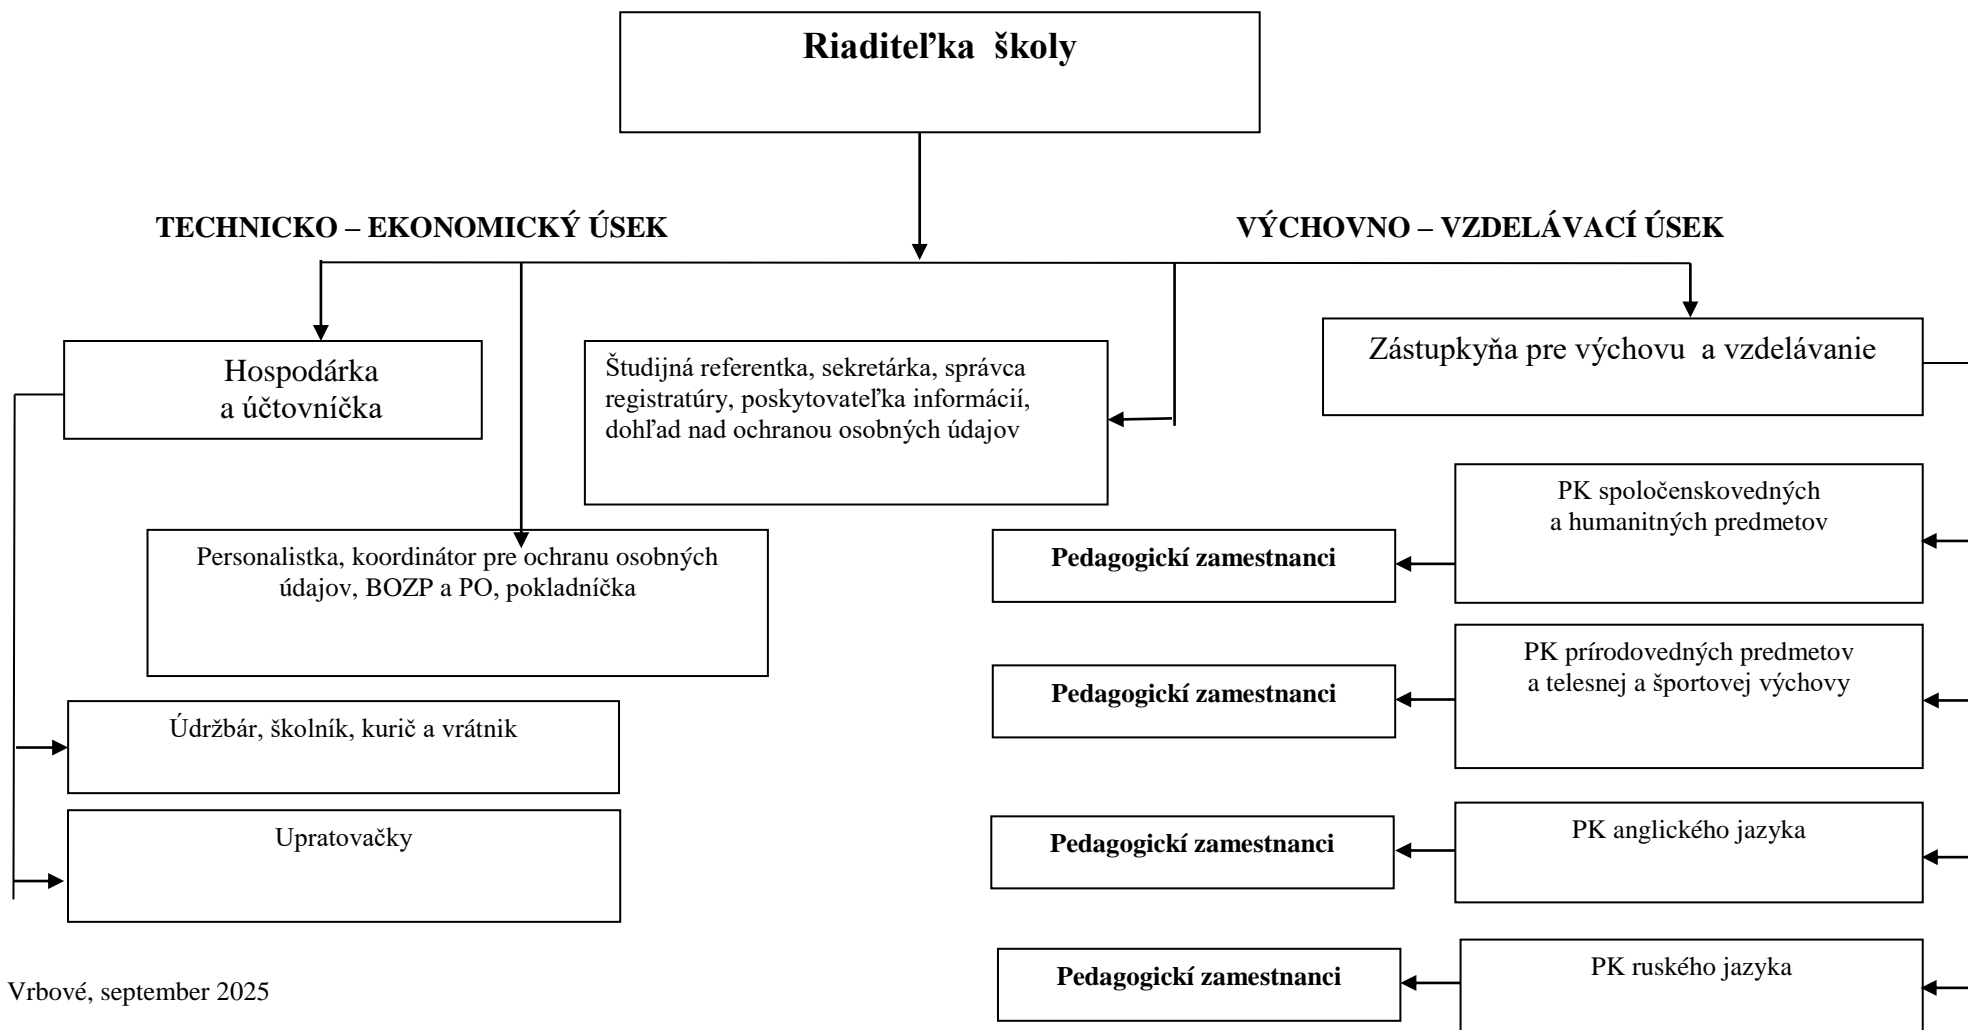 Riaditeľka školy
TECHNICKO – EKONOMICKÝ ÚSEK
VÝCHOVNO – VZDELÁVACÍ ÚSEK
Hospodárka
a účtovníčka
Študijná referentka, sekretárka, správca
registratúry, poskytovateľka informácií,
dohľad nad ochranou osobných údajov
Zástupkyňa pre výchovu a vzdelávanie
Personalistka, koordinátor pre ochranu osobných
údajov, BOZP a PO, pokladníčka
Pedagogickí zamestnanci
PK spoločenskovedných
a humanitných predmetov
Pedagogickí zamestnanci
PK prírodovedných predmetov
a telesnej a športovej výchovy
Údržbár, školník, kurič a vrátnik
Upratovačky
Pedagogickí zamestnanci
PK anglického jazyka
Pedagogickí zamestnanci
PK ruského jazyka
Vrbové, september 2025